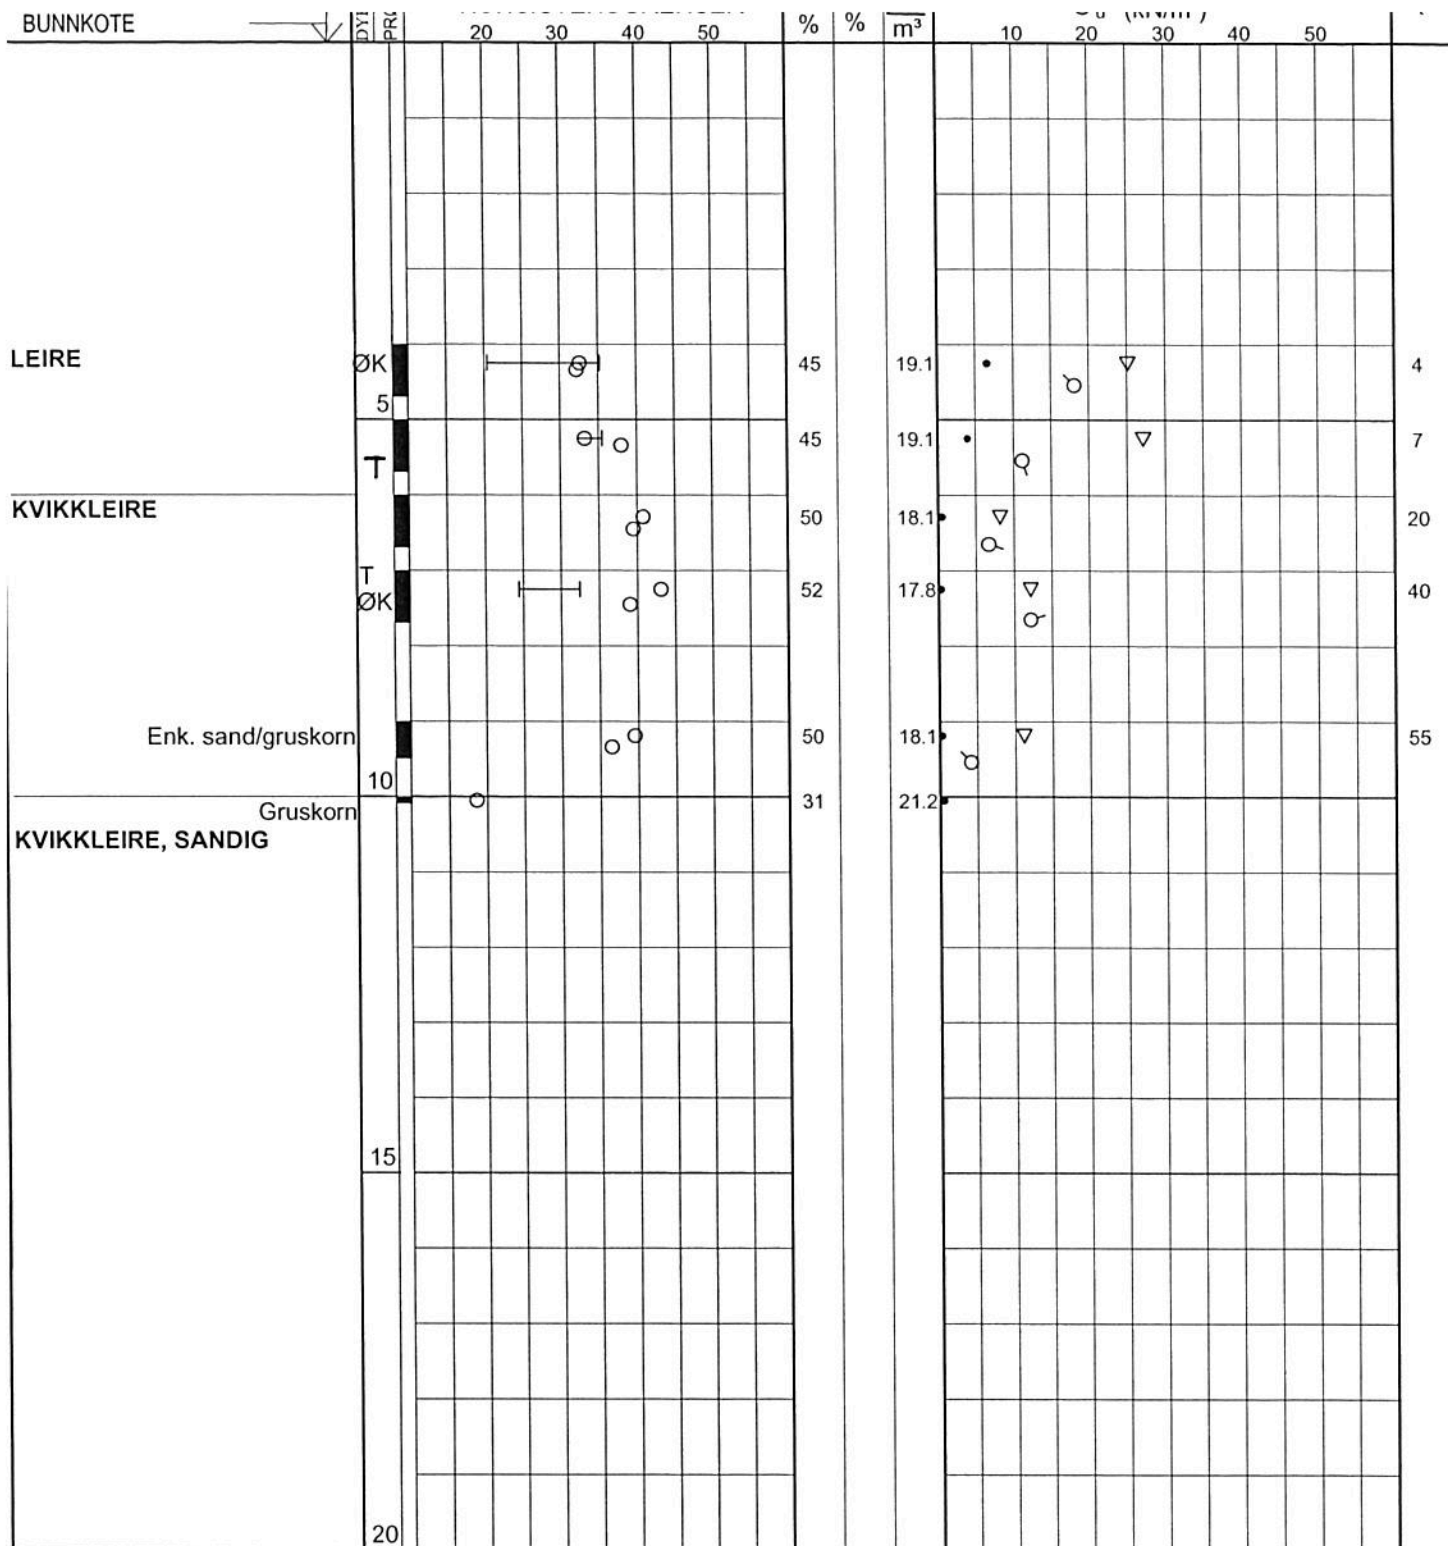 BUNNKOTE
20 30 40 50 % % m³ 10 20 30 40 50
LEIRE ØK 45 19.1 4
5
45 19.1 7
T
KVIKKLEIRE 50 18.1 20
T
ØK 52 17.8 40
Enk. sand/gruskorn 50 18.1 55
10
Gruskorn 31 21.2
KVIKKLEIRE, SANDIG
15
20